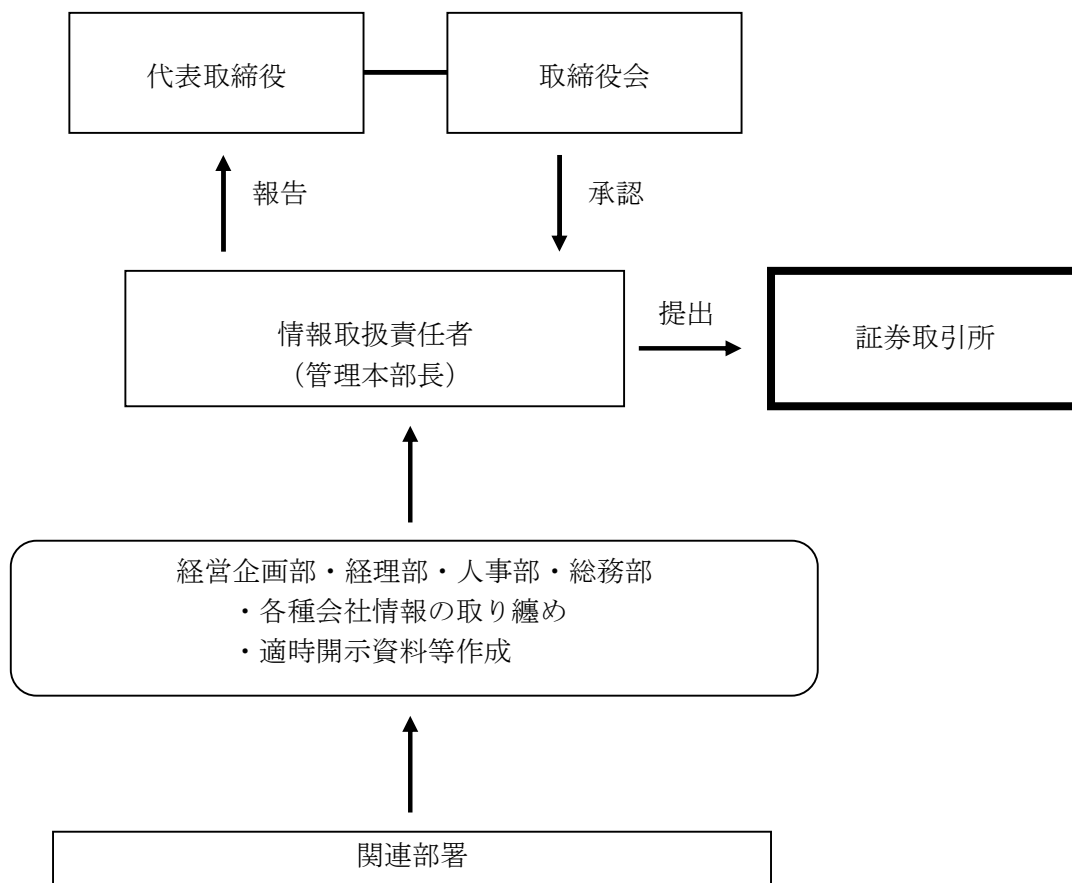 代表取締役
取締役会
報告
承認
情報取扱責任者
（管理本部長）
提出
証券取引所
経営企画部・経理部・人事部・総務部
・各種会社情報の取り纏め
・適時開示資料等作成
関連部署